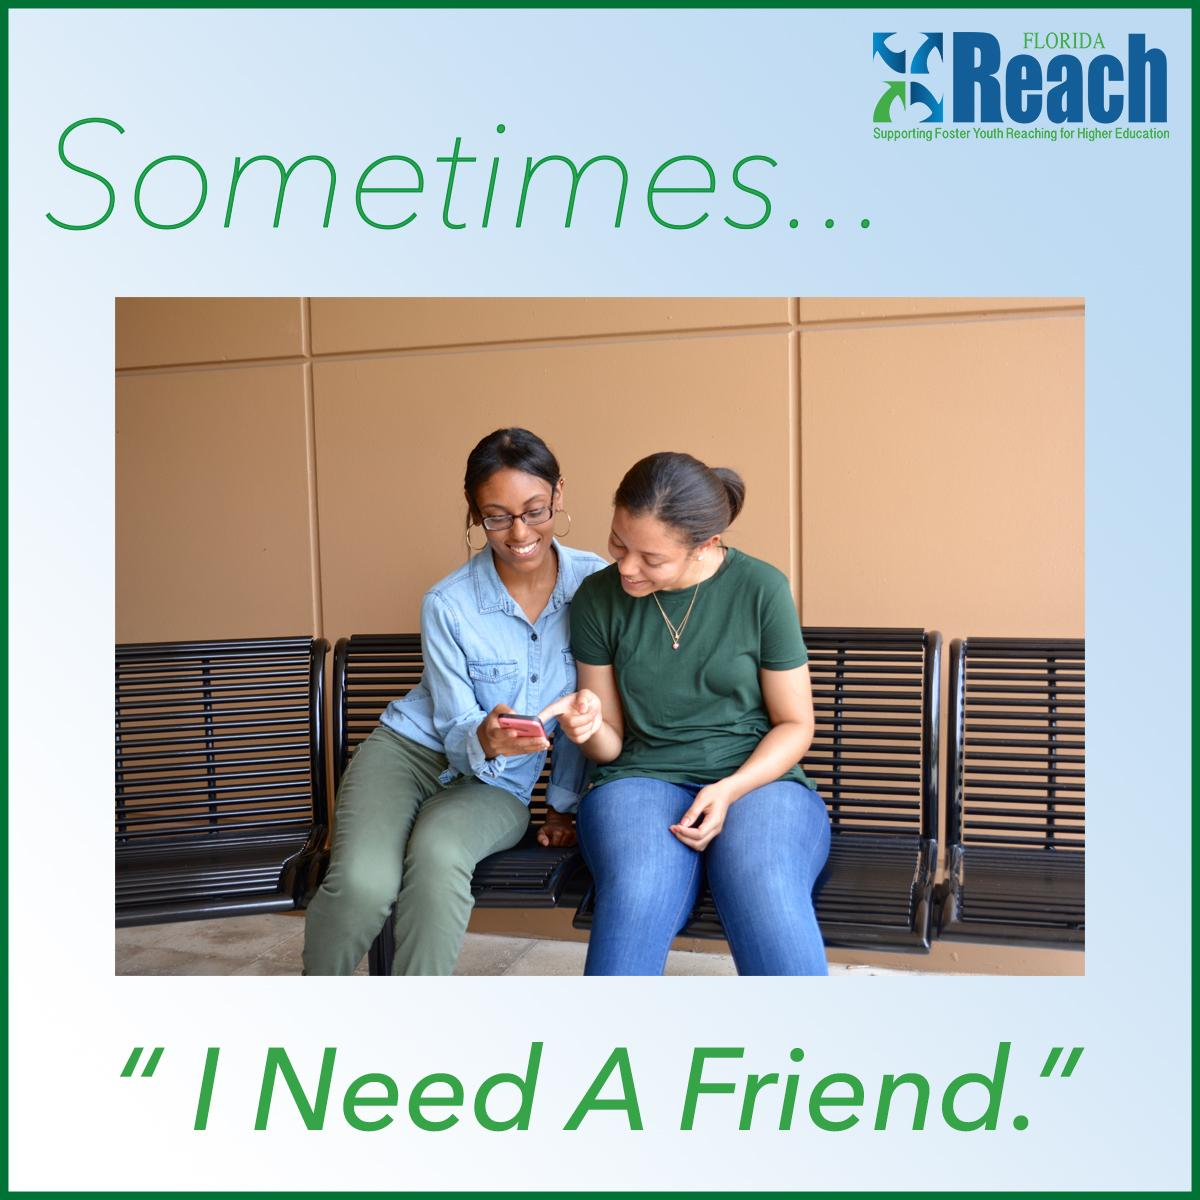 FLORIDA
Reach
Supporting Foster Youth Reaching for Higher Education
Sometimes...
“ I Need A Friend.”